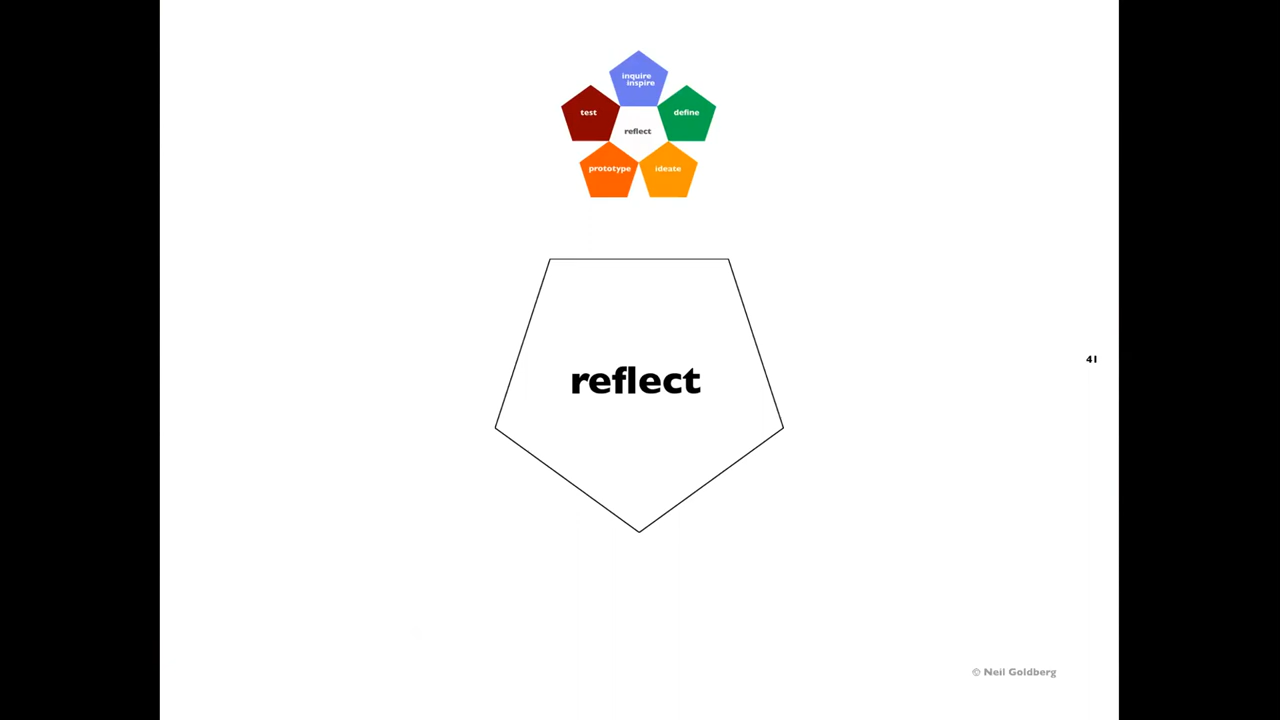 inquire
inspire
test
define
reflect
prototype
ideate
reflect
41
© Neil Goldberg